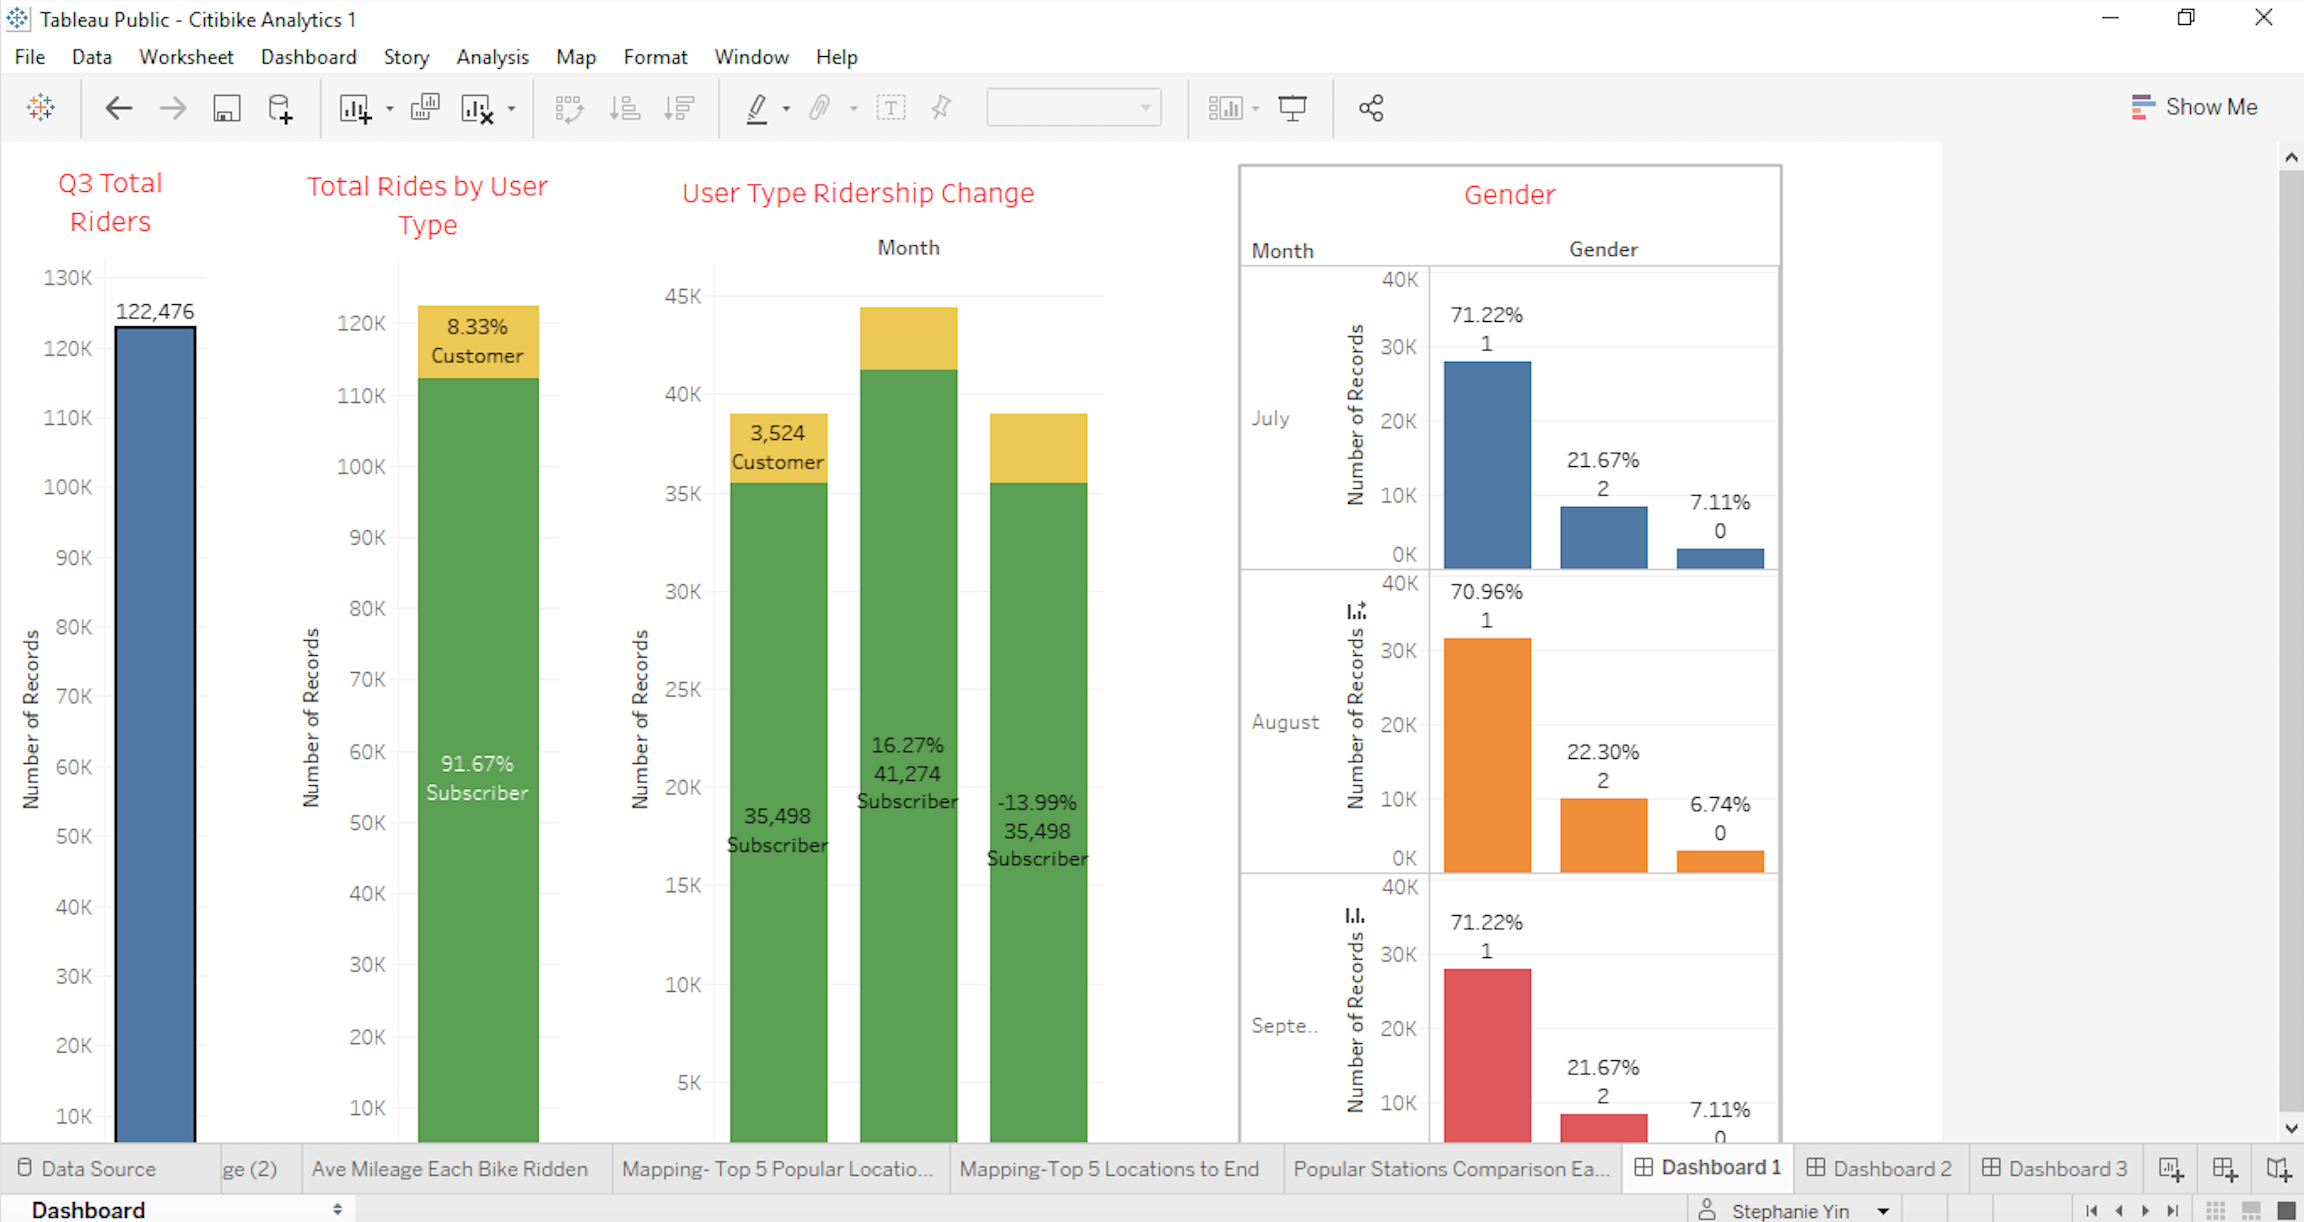 Tableau Public - Citibike Analytics 1
File Data Worksheet Dashboard Story Analysis Map Format Window Help
Show Me
Q3 Total
Riders
130K
122,476
120K
110K
100K
90K
80K
70K
60K
50K
40K
30K
20K
10K
Number of Records
Total Rides by User
Type
120K
110K
100K
90K
80K
70K
60K
50K
40K
30K
20K
10K
Number of Records
8.33%
Customer
91.67%
Subscriber
User Type Ridership Change
Month
45K
40K
35K
30K
25K
20K
15K
10K
5K
Number of Records
3,524
Customer
35,498
Subscriber
16.27%
41,274
Subscriber
-13.99%
35,498
Subscriber
Gender
Month Gender
July
Number of Records
40K
30K
20K
10K
0K
71.22%
1
21.67%
2
7.11%
0
August
Number of Records
40K
30K
20K
10K
0K
70.96%
1
22.30%
2
6.74%
0
Septe..
Number of Records
40K
30K
20K
10K
71.22%
1
21.67%
2
7.11%
0
Data Source ge (2) Ave Mileage Each Bike Ridden Mapping- Top 5 Popular Locatio... Mapping-Top 5 Locations to End Popular Stations Comparison Ea... Dashboard 1 Dashboard 2 Dashboard 3
Dashboard Stephanie Yin